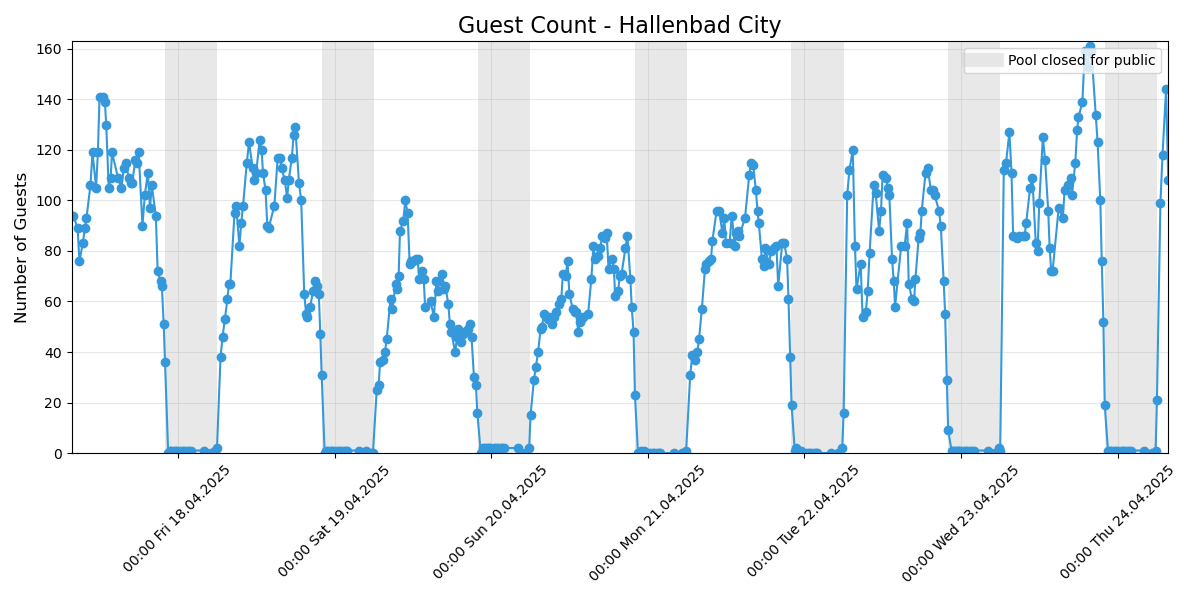 Guest Count - Hallenbad City
Number of Guests
160
140
120
100
80
60
40
20
0
Pool closed for public
00:00 Fri 18.04.2025
00:00 Sat 19.04.2025
00:00 Sun 20.04.2025
00:00 Mon 21.04.2025
00:00 Tue 22.04.2025
00:00 Wed 23.04.2025
00:00 Thu 24.04.2025